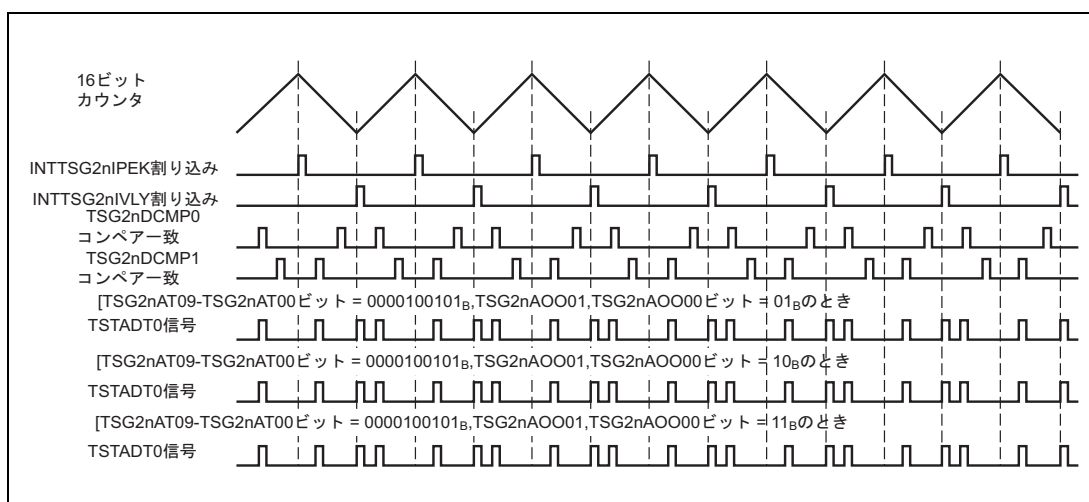 16ビット
カウンタ
INTTSG2nIPEK割り込み
INTTSG2nIVLY割り込み
TSG2nDCMP0
コンペア一致
TSG2nDCMP1
コンペア一致
[TSG2nAT09-TSG2nAT00ビット = 0000100101B,TSG2nAOO01,TSG2nAOO00ビット = 01Bのとき
TSTADT0信号
[TSG2nAT09-TSG2nAT00ビット = 0000100101B,TSG2nAOO01,TSG2nAOO00ビット = 10Bのとき
TSTADT0信号
[TSG2nAT09-TSG2nAT00ビット = 0000100101B,TSG2nAOO01,TSG2nAOO00ビット = 11Bのとき
TSTADT0信号